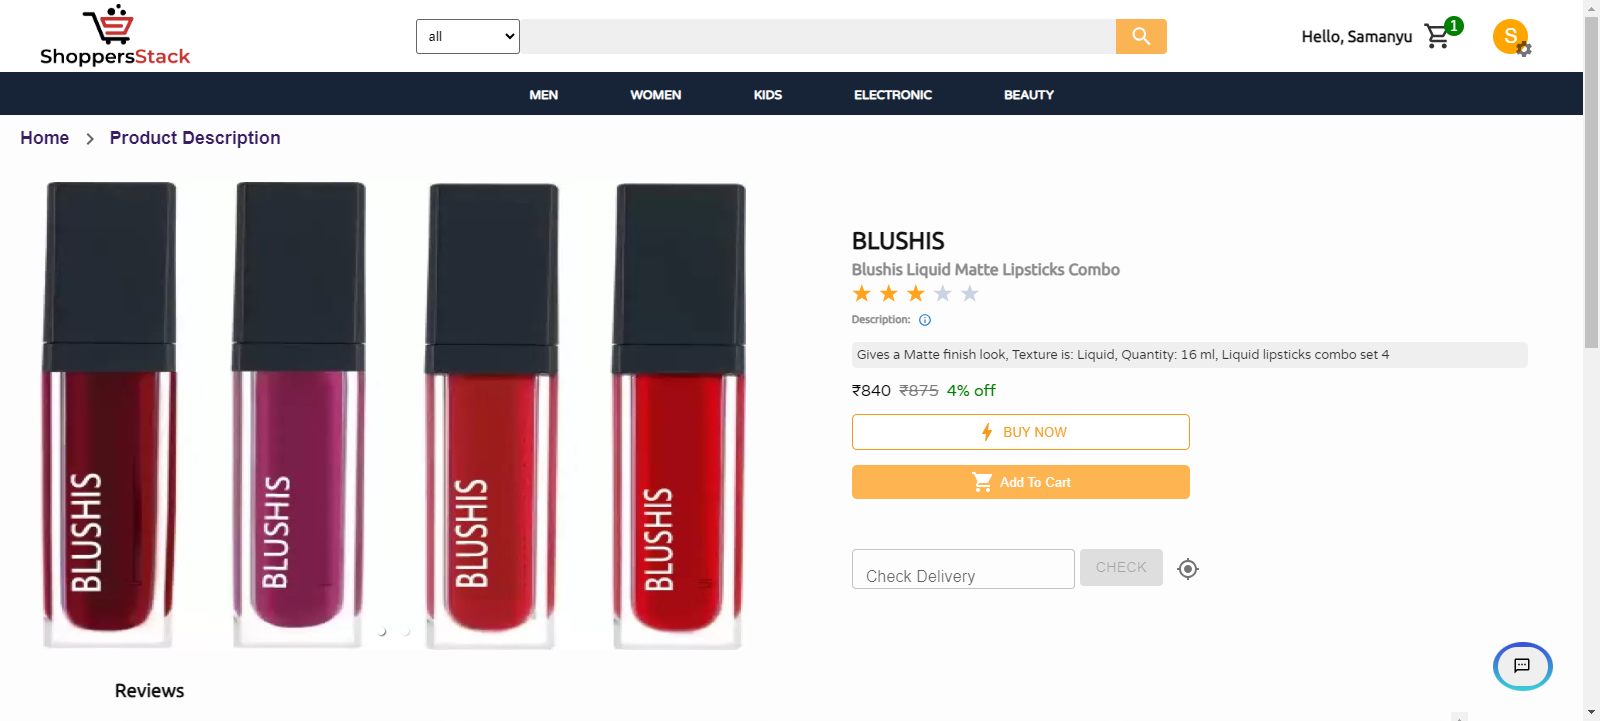 ShoppersStack
all
Hello, Samanyu
1
S
MEN WOMEN KIDS ELECTRONIC BEAUTY
Home > Product Description
BLUSHIS
BLUSHIS
BLUSHIS
BLUSHIS
BLUSHIS
Blushis Liquid Matte Lipsticks Combo
Description:
Gives a Matte finish look, Texture is: Liquid, Quantity: 16 ml, Liquid lipsticks combo set 4
₹840 ₹875 4% off
BUY NOW
Add To Cart
Check Delivery
CHECK
Reviews